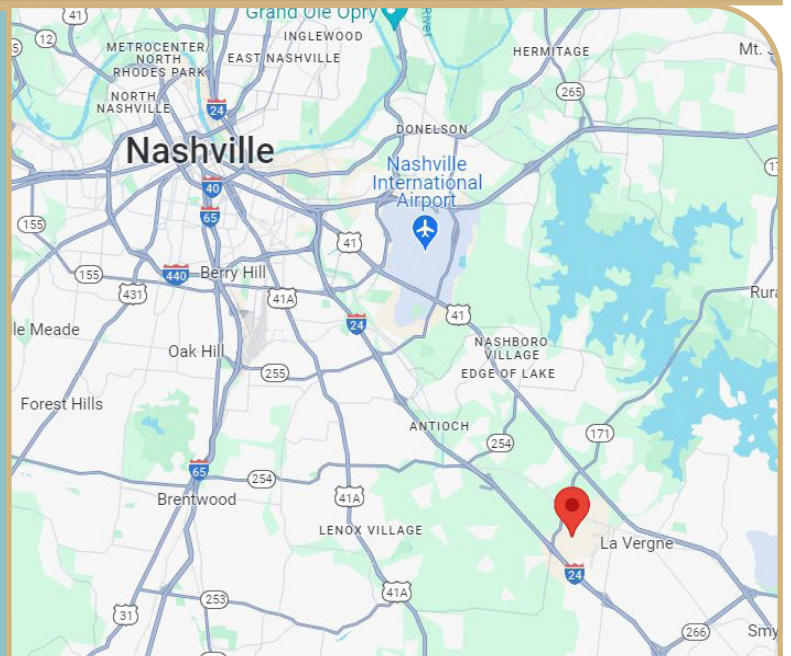 41
Grand Ole Opry
River
INGLEWOOD
12
METROCENTER/
NORTH
RHODES PARK
EAST NASHVILLE
HERMITAGE
Mt.
265
NORTH
NASHVILLE
24
DONELSON
Nashville
Nashville
International
Airport
40
65
155
41
155
440
Berry Hill
431
41A
le Meade
24
41
Oak Hill
NASHBORO
VILLAGE
255
EDGE OF LAKE
Forest Hills
ANTIOCH
171
254
65
254
Brentwood
41A
LENOX VILLAGE
La Vergne
24
31
253
41A
266
Smy